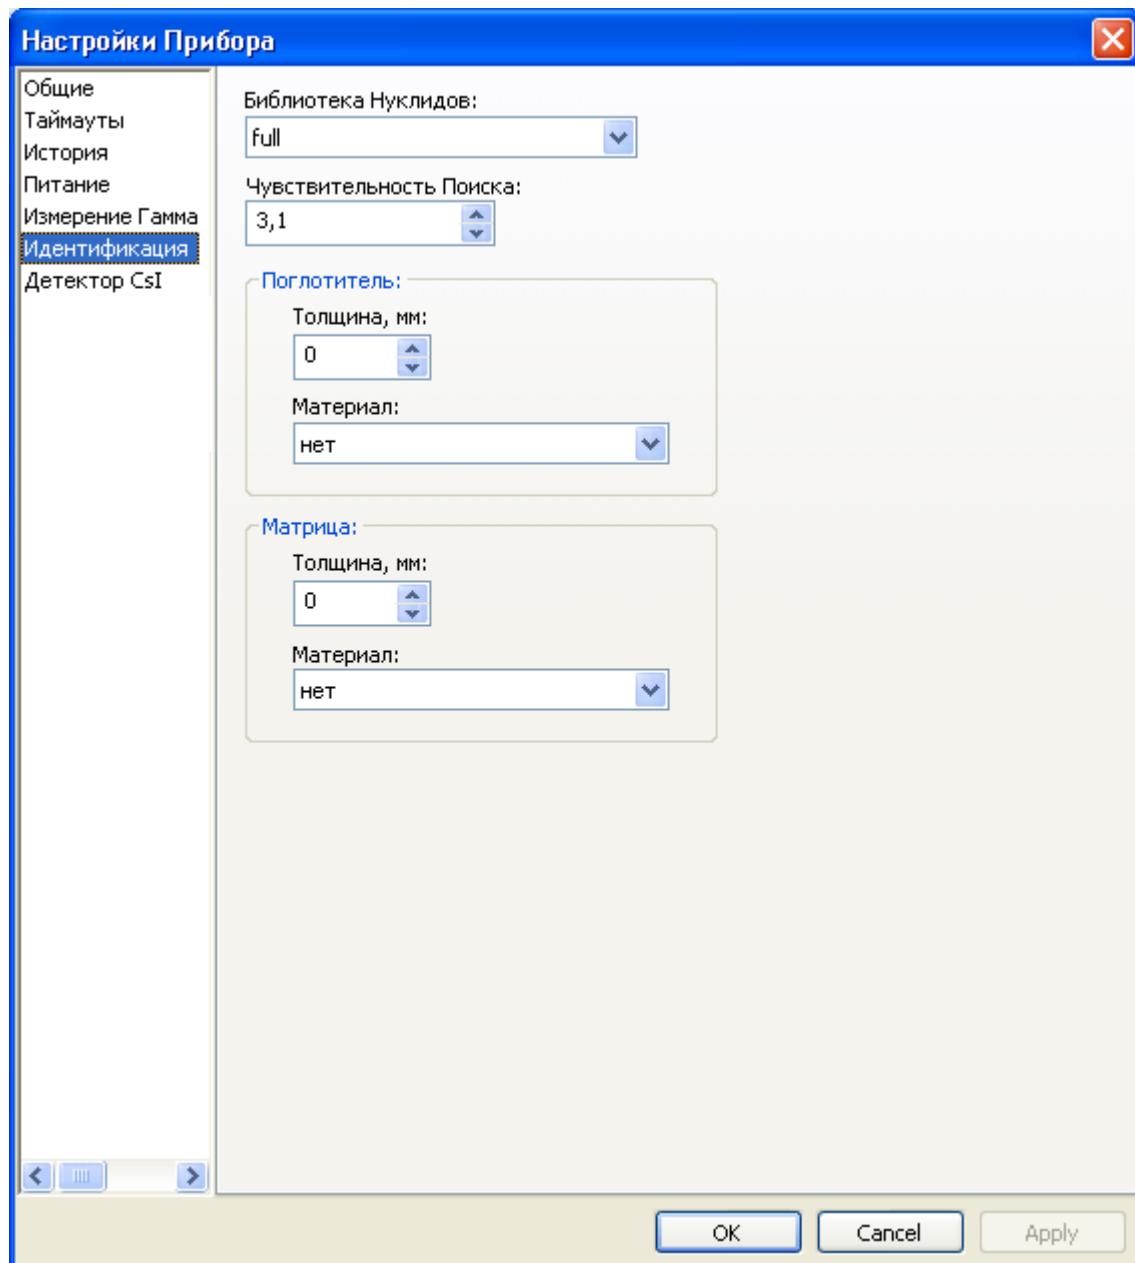 Настройки Прибора
Общие
Таймауты
История
Питание
Измерение Гамма
Идентификация
Детектор CsI
Библиотека Нуклидов:
full
Чувствительность Поиска:
3,1
Поглотитель:
Толщина, мм:
0
Материал:
нет
Матрица:
Толщина, мм:
0
Материал:
нет
OK
Cancel
Apply